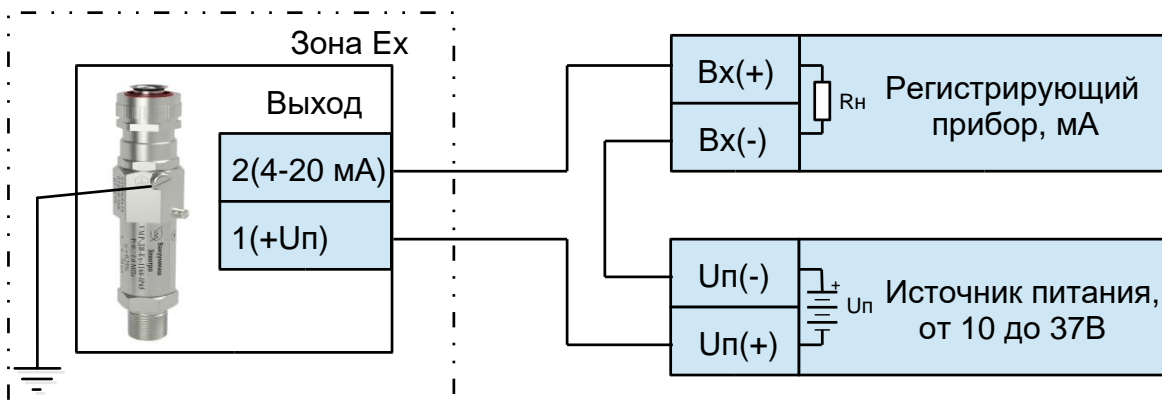 Зона Ex
Выход
2(4-20 мА)
1(+Uп)
Вх(+)
Вх(-)
Rн
Регистрирующий
прибор, мА
Uп(-)
Uп(+)
+
Uп
Источник питания,
от 10 до 37В